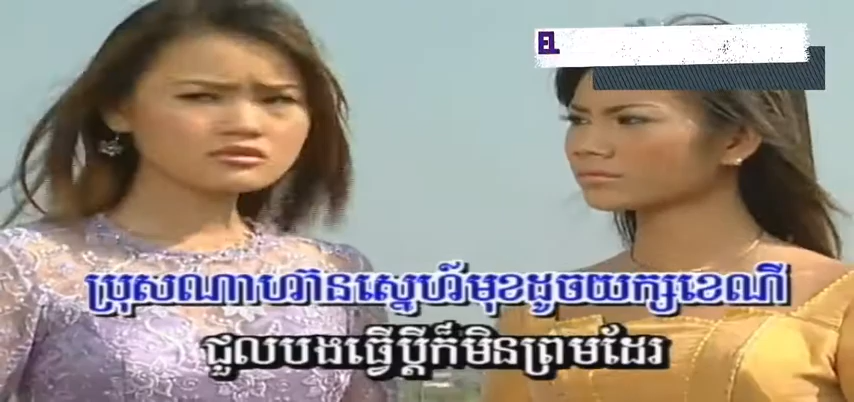 EL
ប្រុសណាហ៊ានស្នេហ៍មុខដូចយក្សខេណី
ជួលបងធ្វើប្ដីក៏មិនព្រមដែរ